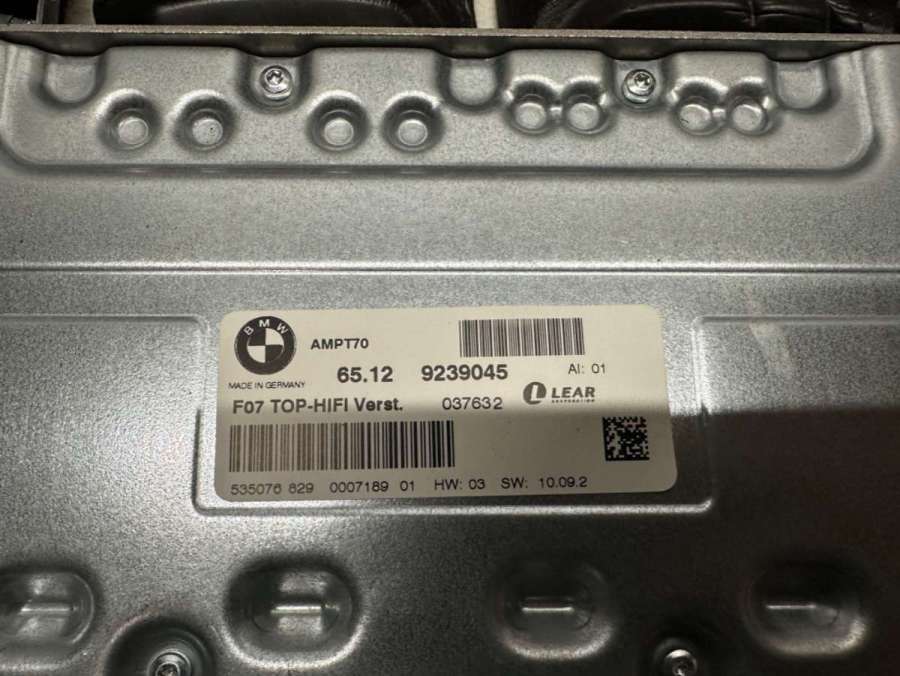 BMW
AMPT70
MADE IN GERMANY
65.12 9239045 AI: 01
F07 TOP-HIFI Verst. 037632 LEAR
CORPORATION
535076 829 0007189 01 HW: 03 SW: 10.09.2